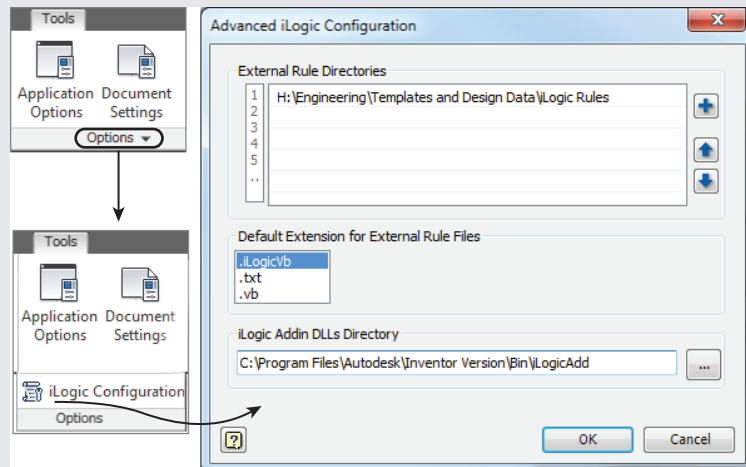 Tools
Application Document
Options Settings
Options
Tools
Application Document
Options Settings
iLogic Configuration
Options
Advanced iLogic Configuration
External Rule Directories
1 H:\Engineering\Templates and Design Data\iLogic Rules
2
3
4
5
..
Default Extension for External Rule Files
.iLogicVb
.txt
.vb
iLogic Addin DLLs Directory
C:\Program Files\Autodesk\Inventor Version\Bin\iLogicAdd ...
? OK Cancel